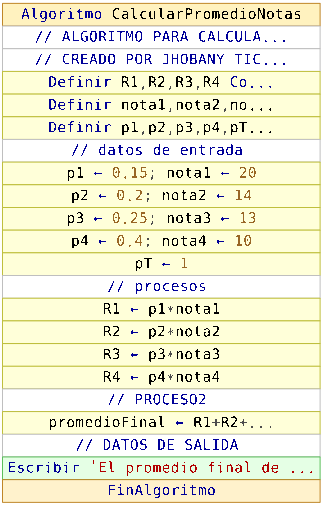 Algoritmo CalcularPromedioNotas
// ALGORITMO PARA CALCULA...
// CREADO POR JHOBANY TIC...
Definir R1,R2,R3,R4 Co...
Definir nota1,nota2,no...
Definir p1,p2,p3,p4,pT...
// datos de entrada
p1 ← 0.15; nota1 ← 20
p2 ← 0.2; nota2 ← 14
p3 ← 0.25; nota3 ← 13
p4 ← 0.4; nota4 ← 10
pT ← 1
// procesos
R1 ← p1*nota1
R2 ← p2*nota2
R3 ← p3*nota3
R4 ← p4*nota4
// PROCESO2
promedioFinal ← R1+R2+...
// DATOS DE SALIDA
Escribir 'El promedio final de ...
FinAlgoritmo